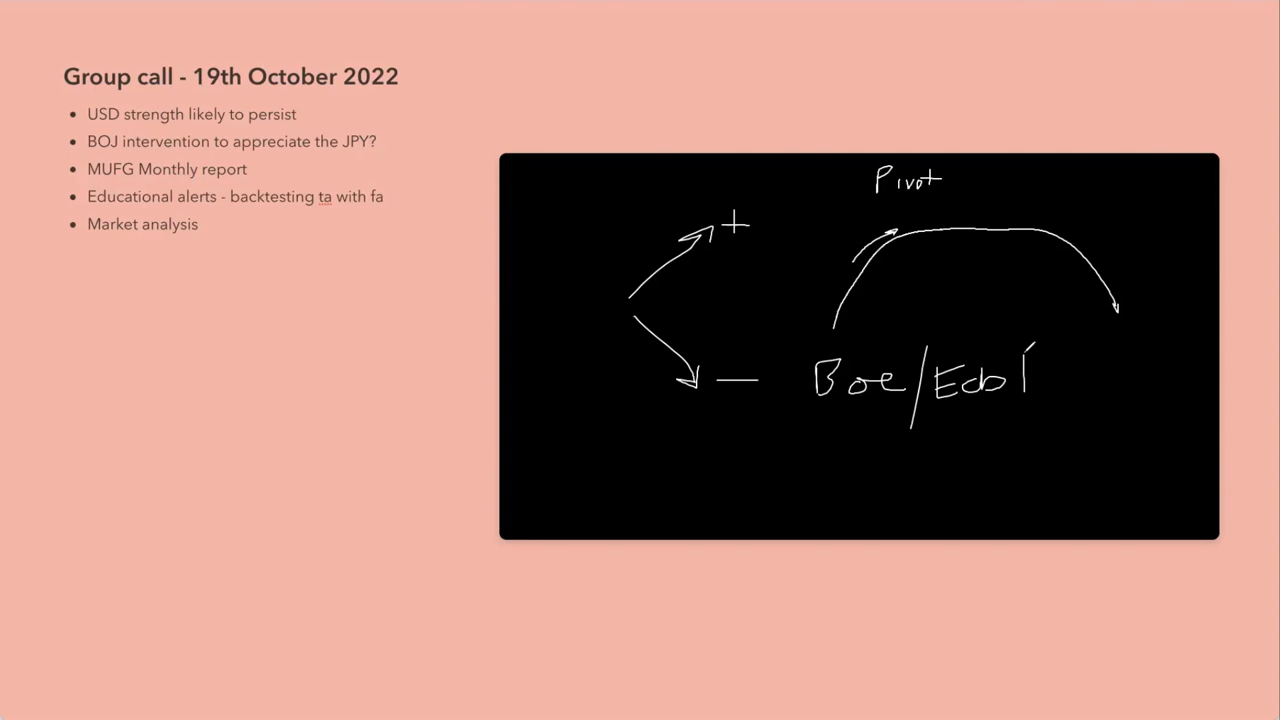 Group call - 19th October 2022
• USD strength likely to persist
• BOJ intervention to appreciate the JPY?
• MUFG Monthly report
• Educational alerts - backtesting ta with fa
• Market analysis
Pivot
+
— Boe/Ecb